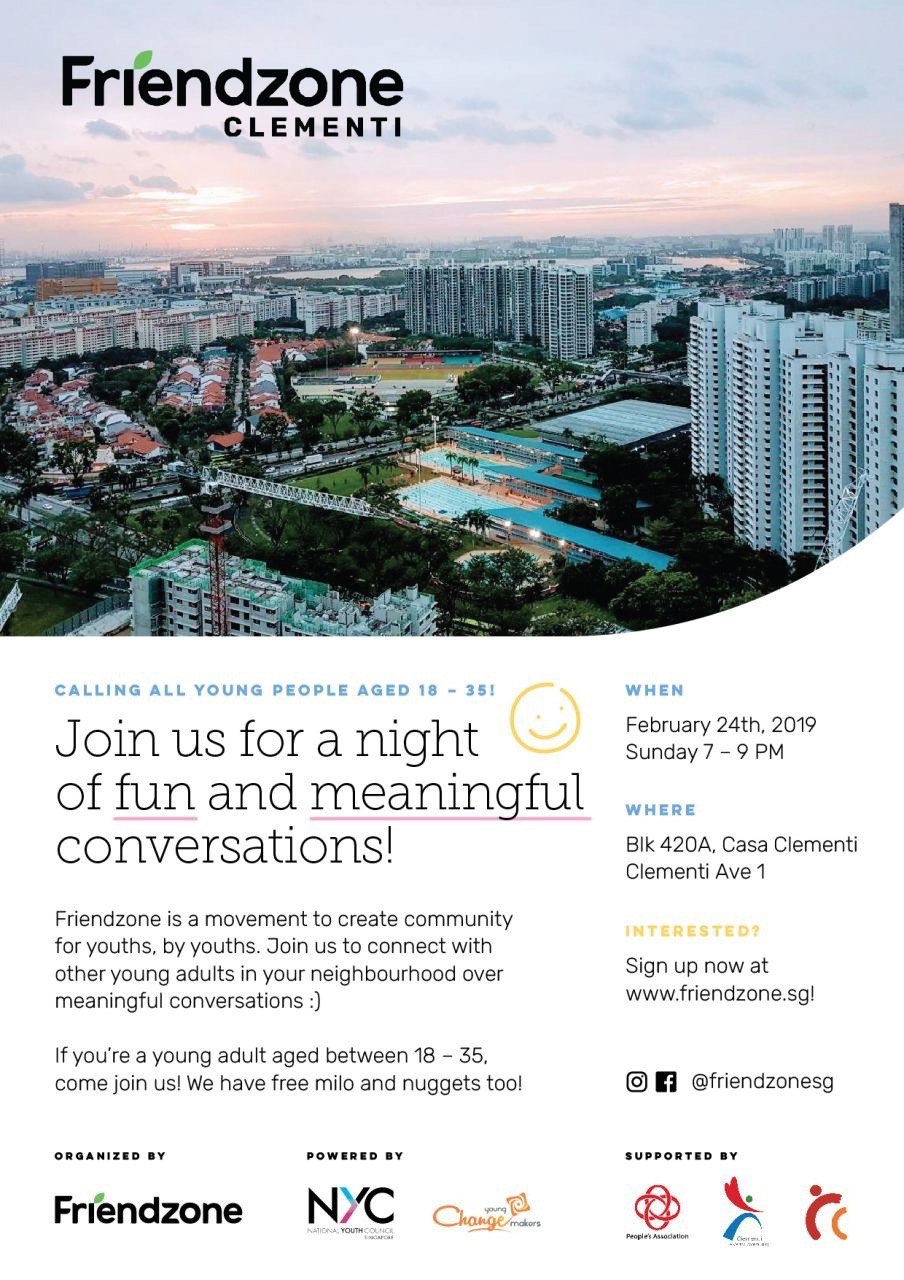 Friendzone
CLEMENTI
CALLING ALL YOUNG PEOPLE AGED 18 – 35!
Join us for a night
of fun and meaningful
conversations!
Friendzone is a movement to create community
for youths, by youths. Join us to connect with
other young adults in your neighbourhood over
meaningful conversations :)
If you're a young adult aged between 18 – 35,
come join us! We have free milo and nuggets too!
WHEN
February 24th, 2019
Sunday 7 – 9 PM
WHERE
Blk 420A, Casa Clementi
Clementi Ave 1
INTERESTED?
Sign up now at
www.friendzone.sg!
@friendzonesg
ORGANIZED BY
Friendzone
POWERED BY
NYC
NATIONAL YOUTH COUNCIL
SINGAPORE
young
Change makers
SUPPORTED BY
People's Association
Clementi